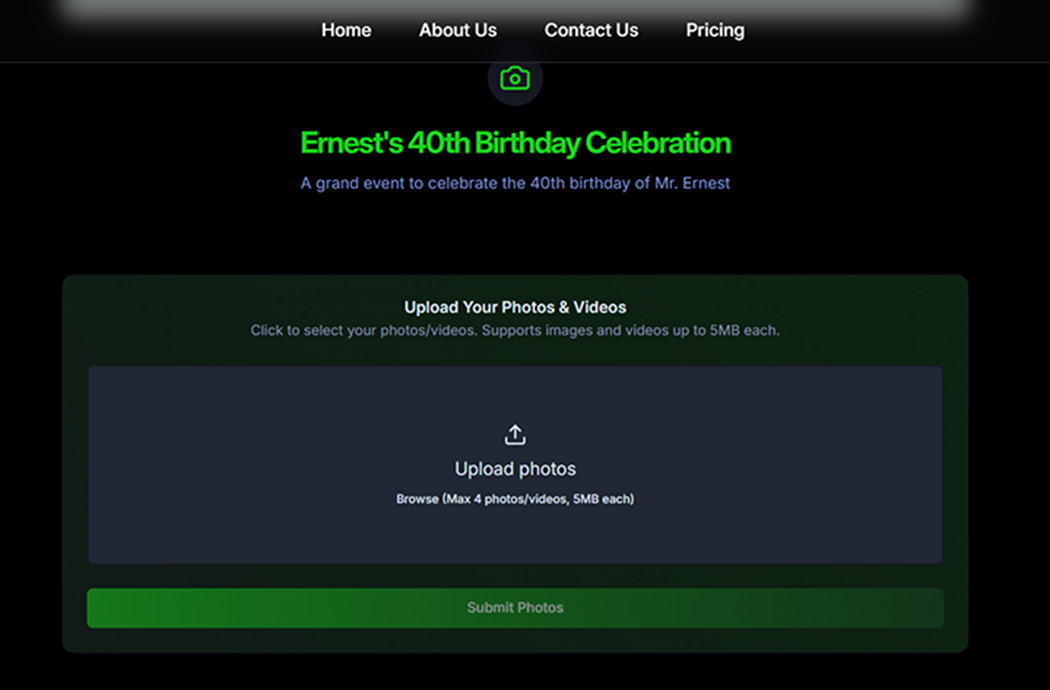 Home About Us Contact Us Pricing
Ernest's 40th Birthday Celebration
A grand event to celebrate the 40th birthday of Mr. Ernest
Upload Your Photos & Videos
Click to select your photos/videos. Supports images and videos up to 5MB each.
Upload photos
Browse (Max 4 photos/videos, 5MB each)
Submit Photos